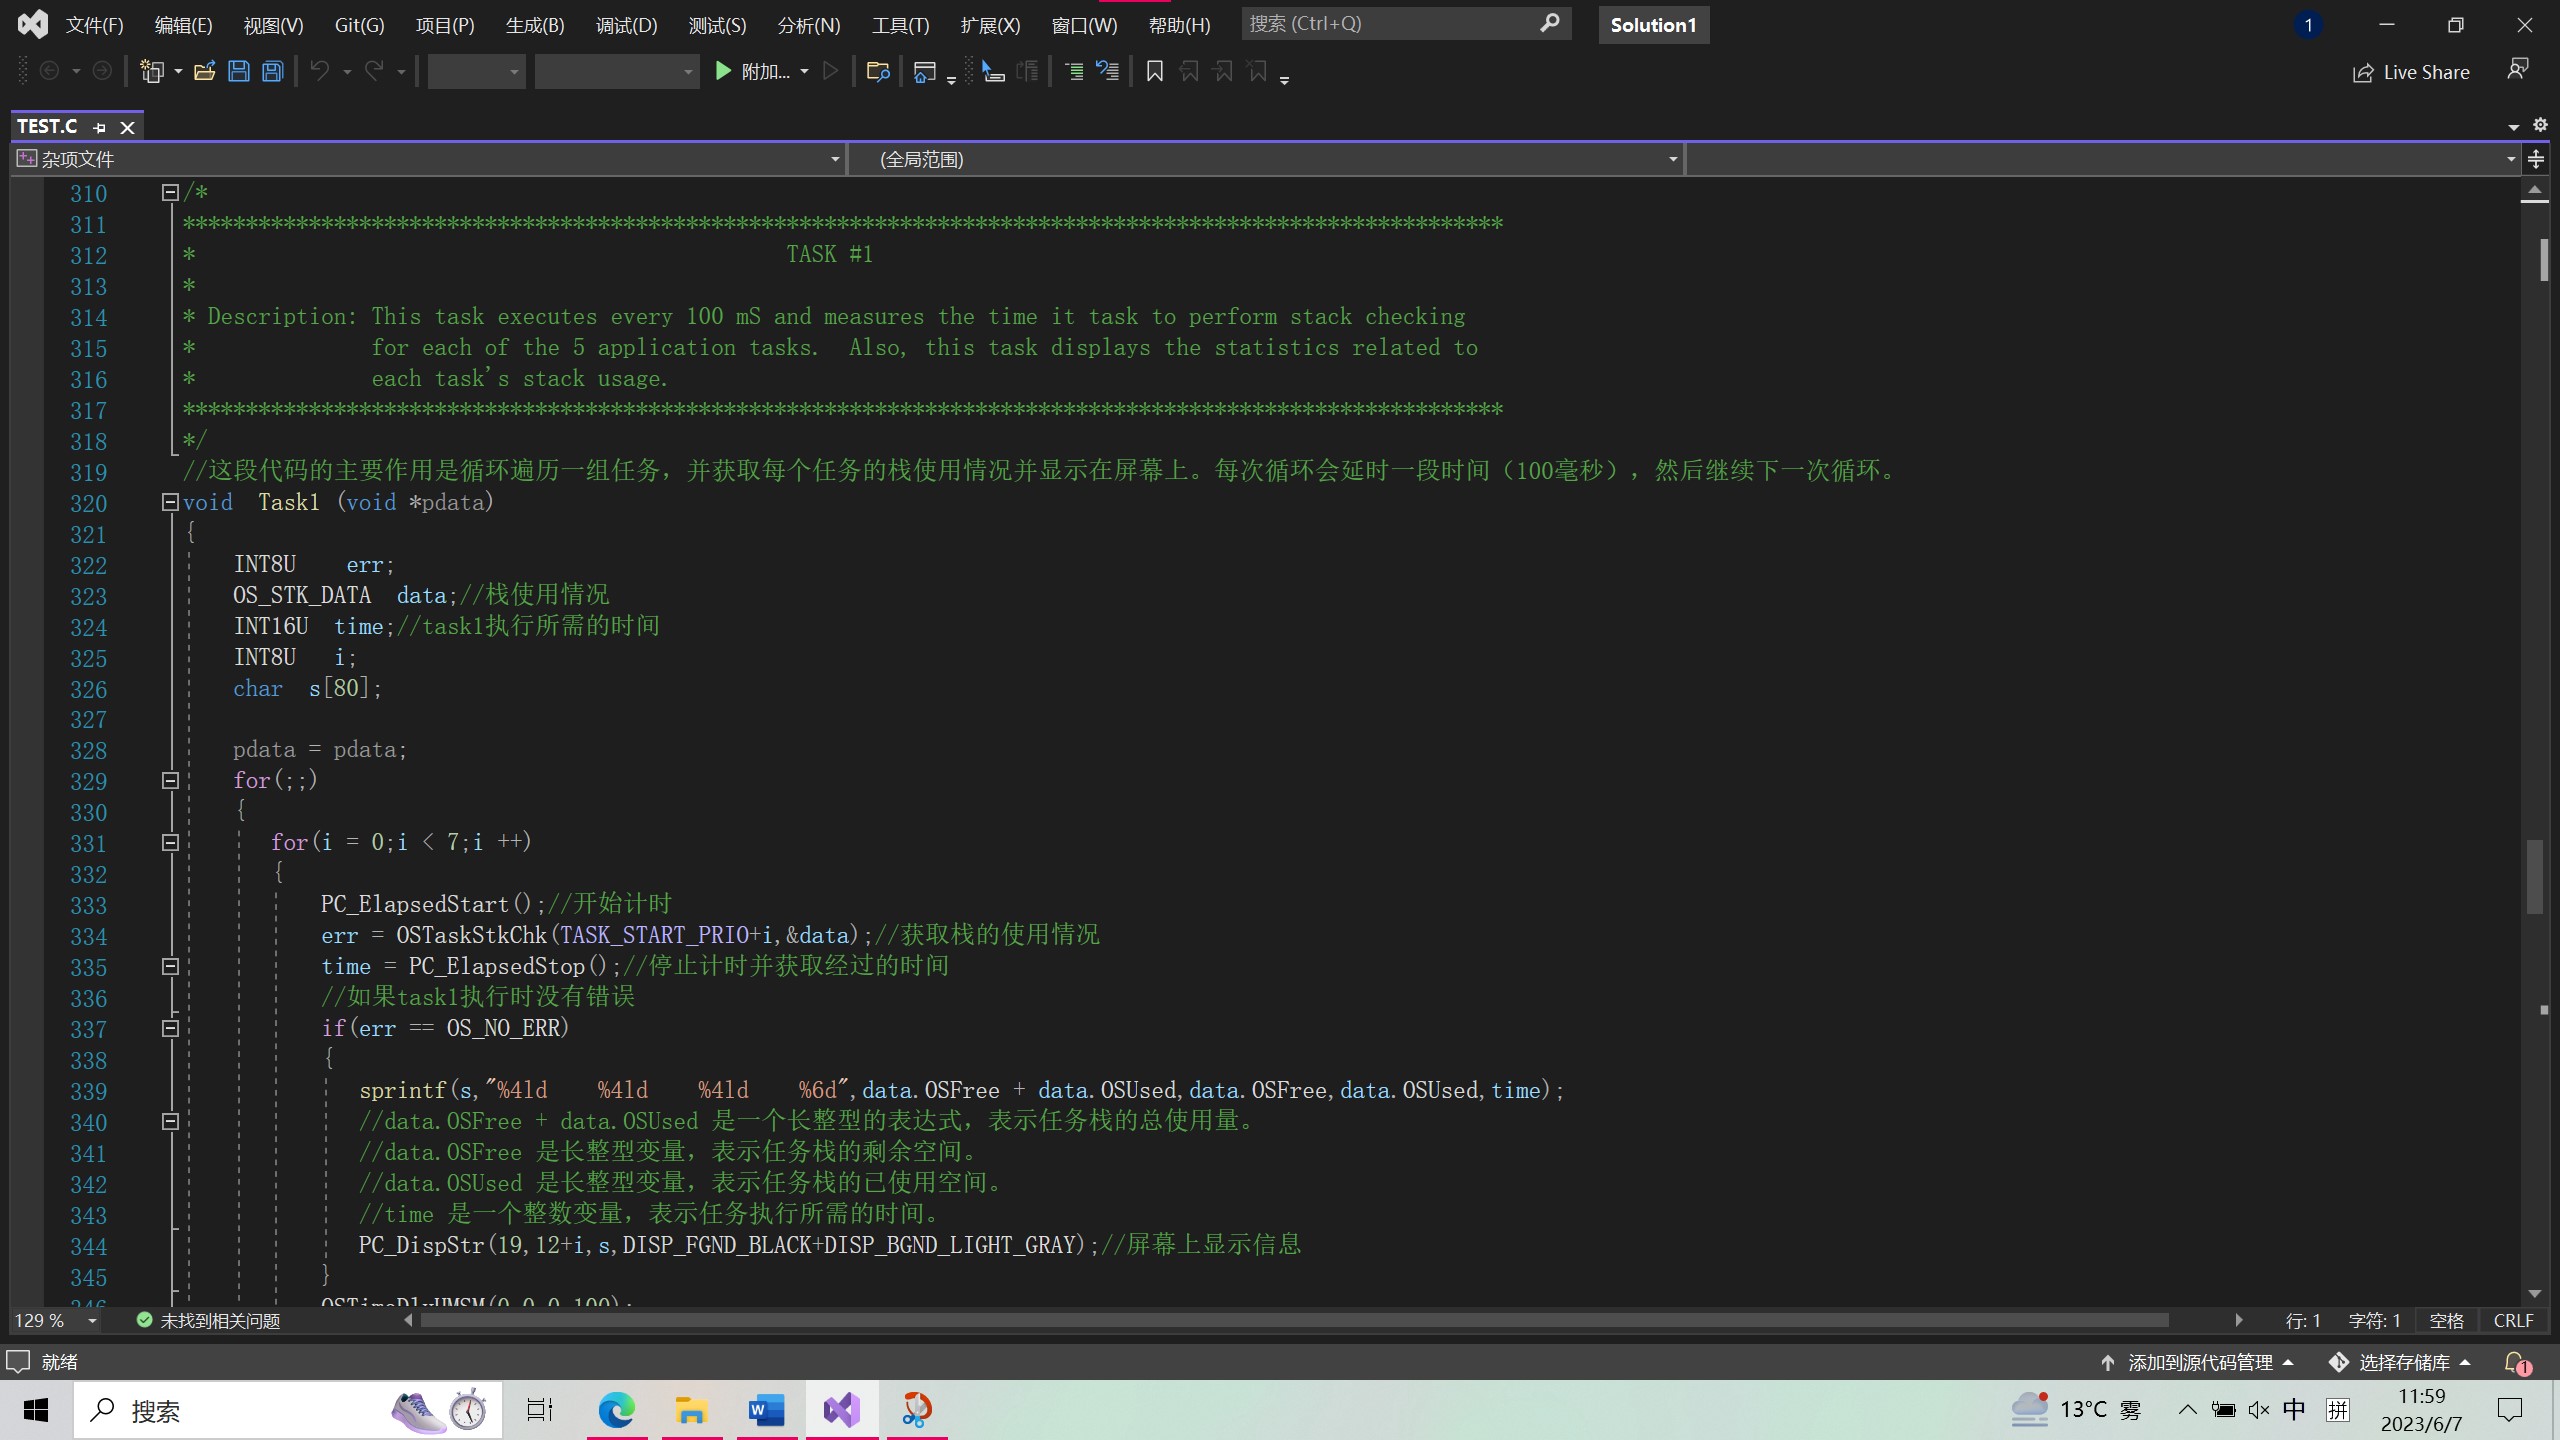 文件(F) 编辑(E) 视图(V) Git(G) 项目(P) 生成(B) 调试(D) 测试(S) 分析(N) 工具(T) 扩展(X) 窗口(W) 帮助(H) 搜索 (Ctrl+Q) Solution1 1
附加... Live Share
TEST.C
杂项文件 (全局范围)
310 /*
311 *********************************************************************************************************
312 * TASK #1
313 *
314 * Description: This task executes every 100 mS and measures the time it task to perform stack checking
315 * for each of the 5 application tasks.  Also, this task displays the statistics related to
316 * each task's stack usage.
317 *********************************************************************************************************
318 */
319 //这段代码的主要作用是循环遍历一组任务，并获取每个任务的栈使用情况并显示在屏幕上。每次循环会延时一段时间（100毫秒），然后继续下一次循环。
320 void  Task1 (void *pdata)
321 {
322 INT8U    err;
323 OS_STK_DATA  data;//栈使用情况
324 INT16U  time;//task1执行所需的时间
325 INT8U   i;
326 char  s[80];
327
328 pdata = pdata;
329 for(;;)
330 {
331 for(i = 0;i < 7;i ++)
332 {
333 PC_ElapsedStart();//开始计时
334 err = OSTaskStkChk(TASK_START_PRIO+i,&data);//获取栈的使用情况
335 time = PC_ElapsedStop();//停止计时并获取经过的时间
336 //如果task1执行时没有错误
337 if(err == OS_NO_ERR)
338 {
339 sprintf(s,"%4ld    %4ld    %4ld    %6d",data.OSFree + data.OSUsed,data.OSFree,data.OSUsed,time);
340 //data.OSFree + data.OSUsed 是一个长整型的表达式，表示任务栈的总使用量。
341 //data.OSFree 是长整型变量，表示任务栈的剩余空间。
342 //data.OSUsed 是长整型变量，表示任务栈的已使用空间。
343 //time 是一个整数变量，表示任务执行所需的时间。
344 PC_DispStr(19,12+i,s,DISP_FGND_BLACK+DISP_BGND_LIGHT_GRAY);//屏幕上显示信息
345 }
346 OSTimeDlyHMSM(0,0,0,100);
129 % 未找到相关问题 行: 1 字符: 1 空格 CRLF
就绪 添加到源代码管理 选择存储库 1
搜索 13°C 雾 中 拼 11:59
2023/6/7